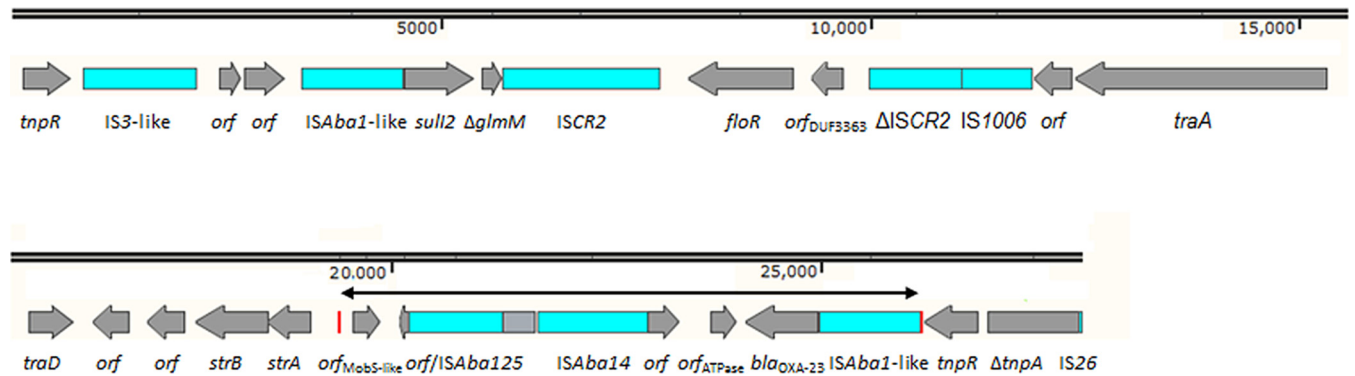 5000 10,000 15,000
tnpR IS3-like orf orf ISAba1-like sulI2 ΔglmM ISCR2 floR orfDUF3363 ΔISCR2 IS1006 orf traA
20.000 25,000
traD orf orf strB strA orfMobS-like orf/ISAba125 ISAba14 orf orfATPase blaOXA-23 ISAba1-like tnpR ΔtnpA IS26